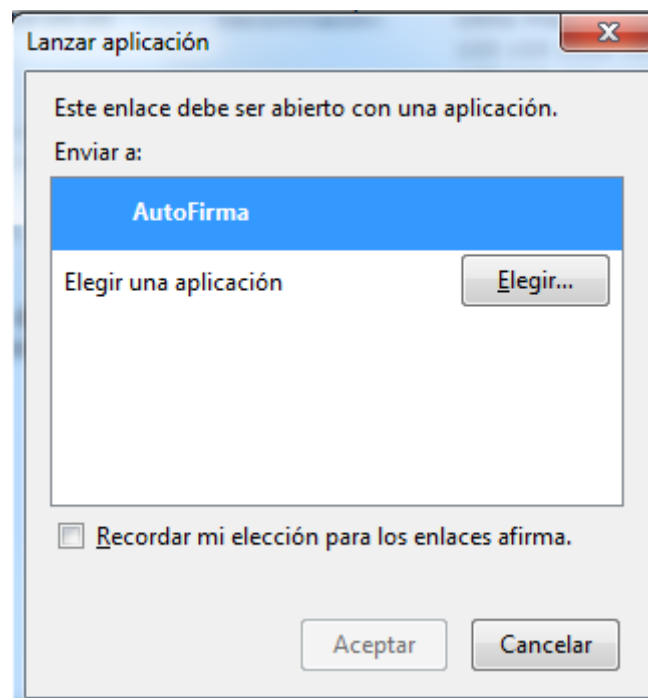 Lanzar aplicación
Este enlace debe ser abierto con una aplicación.
Enviar a:
AutoFirma
Elegir una aplicación
Elegir...
Recordar mi elección para los enlaces afirma.
Aceptar
Cancelar